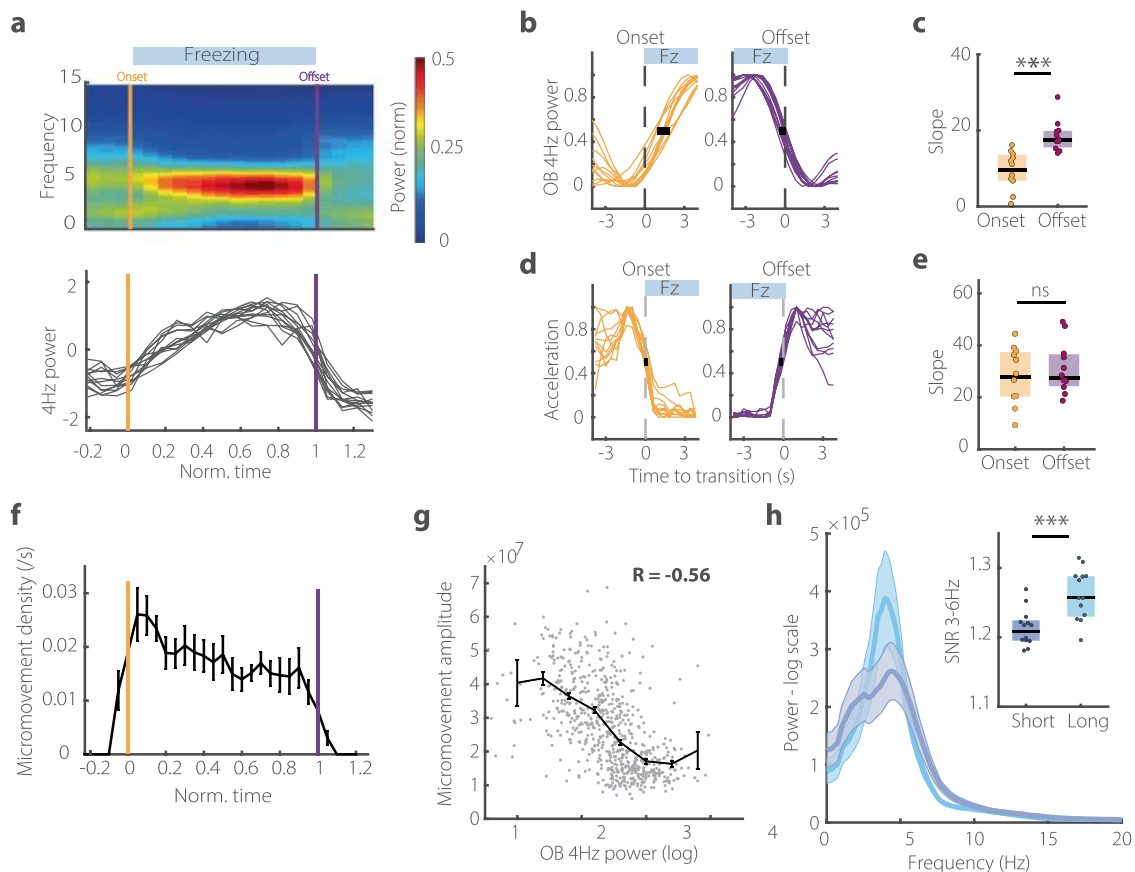 a
Freezing
Onset
Offset
15
10
5
0
Frequency
0.5
0.25
0
Power (norm)
2
0
-2
4Hz power
-0.2 0 0.2 0.4 0.6 0.8 1 1.2
Norm. time
b
Onset
Offset
Fz
Fz
0.8
0.4
0
OB 4Hz power
-3 0 3
-3 0 3
c
40
20
0
Slope
***
Onset
Offset
d
Onset
Offset
Fz
Fz
0.8
0.4
0
Acceleration
-3 0 3
-3 0 3
Time to transition (s)
e
60
40
20
0
Slope
ns
Onset
Offset
f
0.03
0.02
0.01
0
Micromovement density (/s)
-0.2 0 0.2 0.4 0.6 0.8 1 1.2
Norm. time
g
×10⁷
8
7
6
5
4
3
2
1
0
Micromovement amplitude
R = -0.56
1 2 3 4
OB 4Hz power (log)
h
×10⁵
5
4
3
2
1
0
Power - log scale
0 5 10 15 20
Frequency (Hz)
***
1.3
1.2
1.1
SNR 3-6Hz
Short
Long